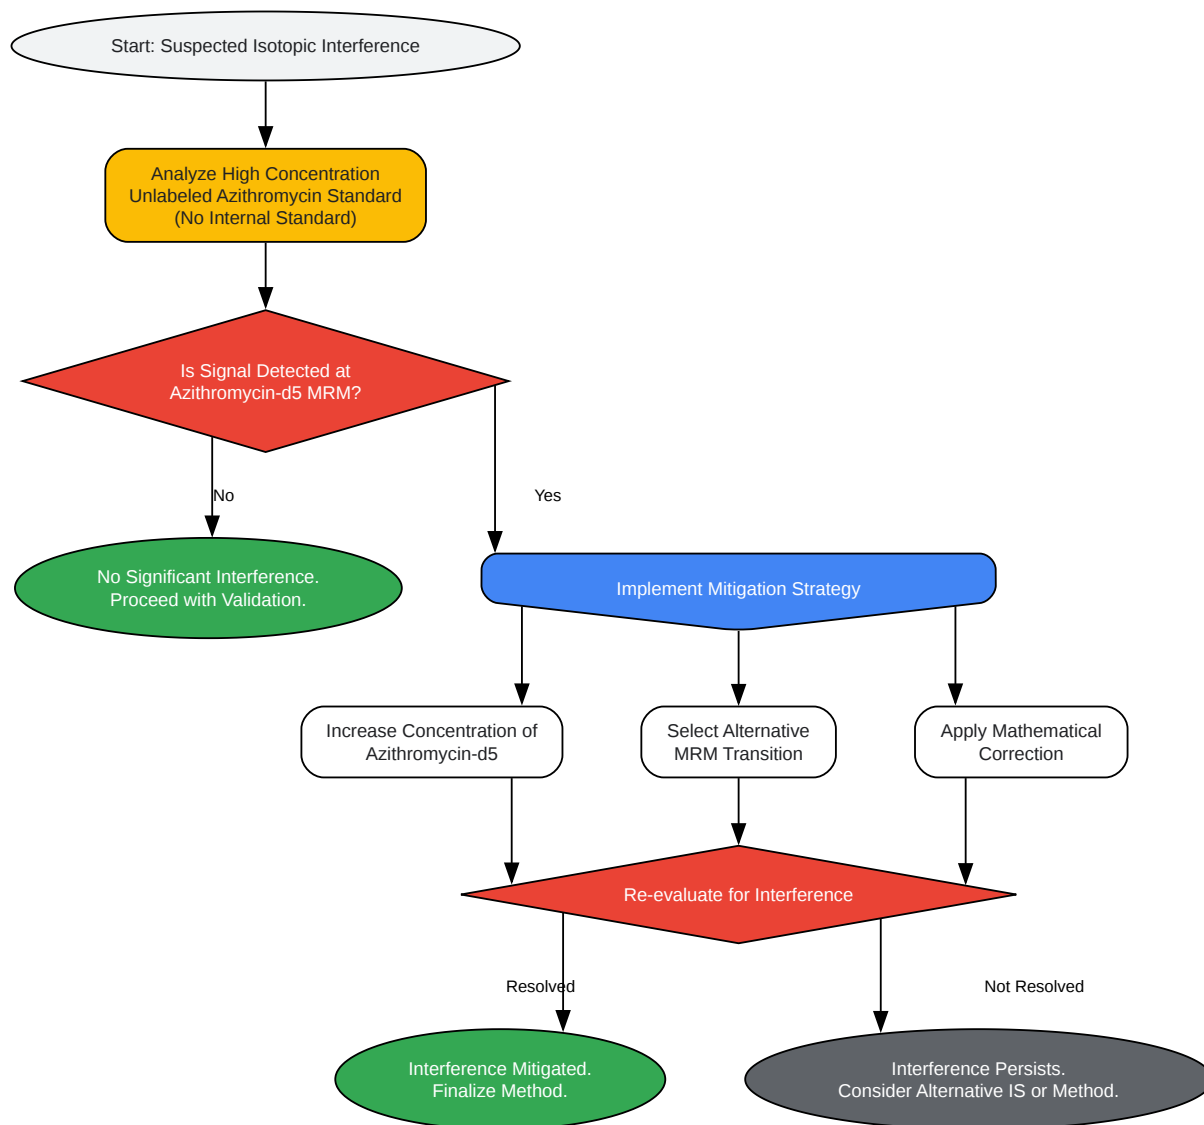 Start: Suspected Isotopic Interference
Analyze High Concentration
Unlabeled Azithromycin Standard
(No Internal Standard)
Is Signal Detected at
Azithromycin-d5 MRM?
No
Yes
No Significant Interference.
Proceed with Validation.
Implement Mitigation Strategy
Increase Concentration of
Azithromycin-d5
Select Alternative
MRM Transition
Apply Mathematical
Correction
Re-evaluate for Interference
Resolved
Not Resolved
Interference Mitigated.
Finalize Method.
Interference Persists.
Consider Alternative IS or Method.